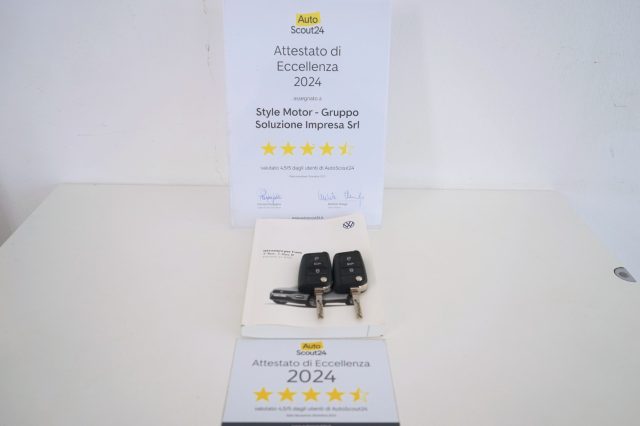 Auto
Scout24
Attestato di
Eccellenza
2024
assegnato a
Style Motor - Gruppo
Soluzione Impresa Srl
valutato 4.5/5 dagli utenti di AutoScout24
Auto
Scout24
Attestato di Eccellenza
2024
valutato 4.5/5 dagli utenti di AutoScout24